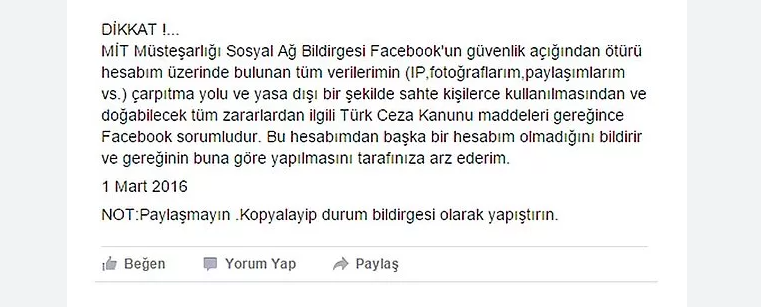 DİKKAT !...
MİT Müsteşarlığı Sosyal Ağ Bildirgesi Facebook'un güvenlik açığından ötürü
hesabım üzerinde bulunan tüm verilerimin (IP,fotoğraflarım,paylaşımlarım
vs.) çarpıtma yolu ve yasa dışı bir şekilde sahte kişilerce kullanılmasından ve
doğabilecek tüm zararlardan ilgili Türk Ceza Kanunu maddeleri gereğince
Facebook sorumludur. Bu hesabımdan başka bir hesabım olmadığını bildirir
ve gereğinin buna göre yapılmasını tarafınıza arz ederim.
1 Mart 2016
NOT:Paylaşmayın .Kopyalayip durum bildirgesi olarak yapıştırın.
Beğen Yorum Yap Paylaş